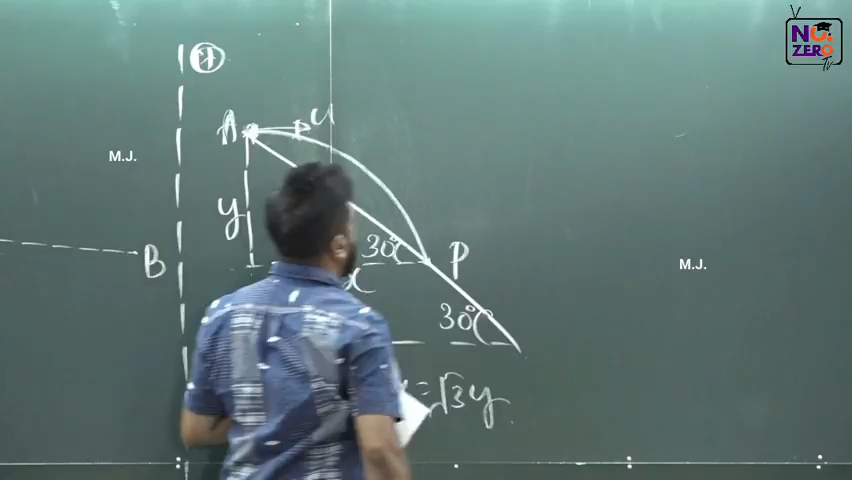 NO.
ZERO
TV
A
u
M.J.
y
30°
B
P
x
M.J.
30°
=√3y